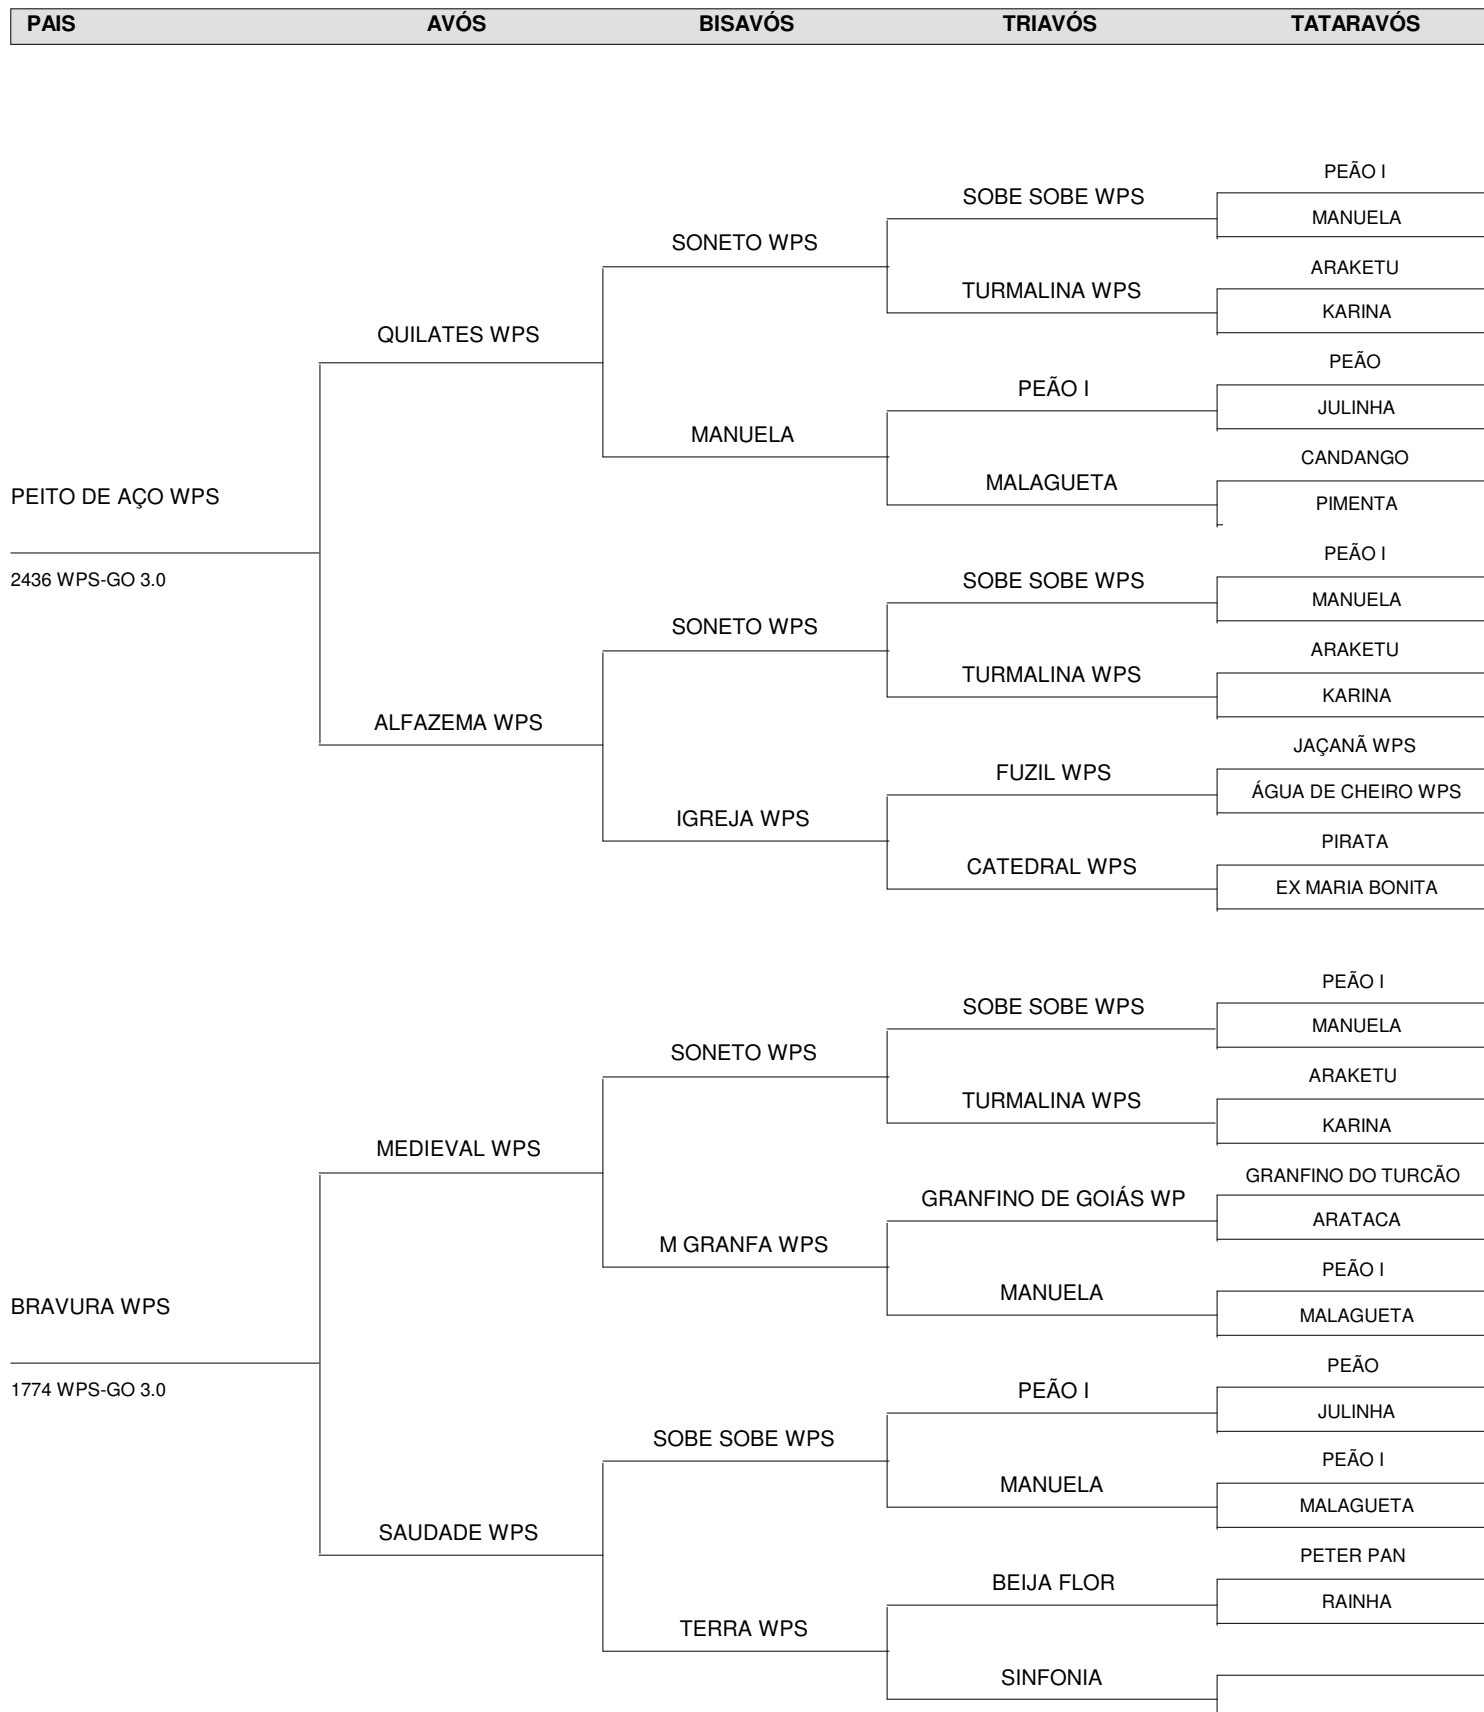 PAIS AVÓS BISAVÓS TRIAVÓS TATARAVÓS
PEÃO I
SOBE SOBE WPS
MANUELA
SONETO WPS
ARAKETU
TURMALINA WPS
KARINA
QUILATES WPS
PEÃO
PEÃO I
JULINHA
MANUELA
CANDANGO
MALAGUETA
PIMENTA
PEITO DE AÇO WPS
2436 WPS-GO 3.0
PEÃO I
SOBE SOBE WPS
MANUELA
SONETO WPS
ARAKETU
TURMALINA WPS
KARINA
ALFAZEMA WPS
JAÇANÃ WPS
FUZIL WPS
ÁGUA DE CHEIRO WPS
IGREJA WPS
PIRATA
CATEDRAL WPS
EX MARIA BONITA
PEÃO I
SOBE SOBE WPS
MANUELA
SONETO WPS
ARAKETU
TURMALINA WPS
KARINA
MEDIEVAL WPS
GRANFINO DO TURCÃO
GRANFINO DE GOIÁS WP
ARATACA
M GRANFA WPS
PEÃO I
MANUELA
MALAGUETA
BRAVURA WPS
1774 WPS-GO 3.0
PEÃO
PEÃO I
JULINHA
SOBE SOBE WPS
PEÃO I
MANUELA
MALAGUETA
SAUDADE WPS
PETER PAN
BEIJA FLOR
RAINHA
TERRA WPS
SINFONIA